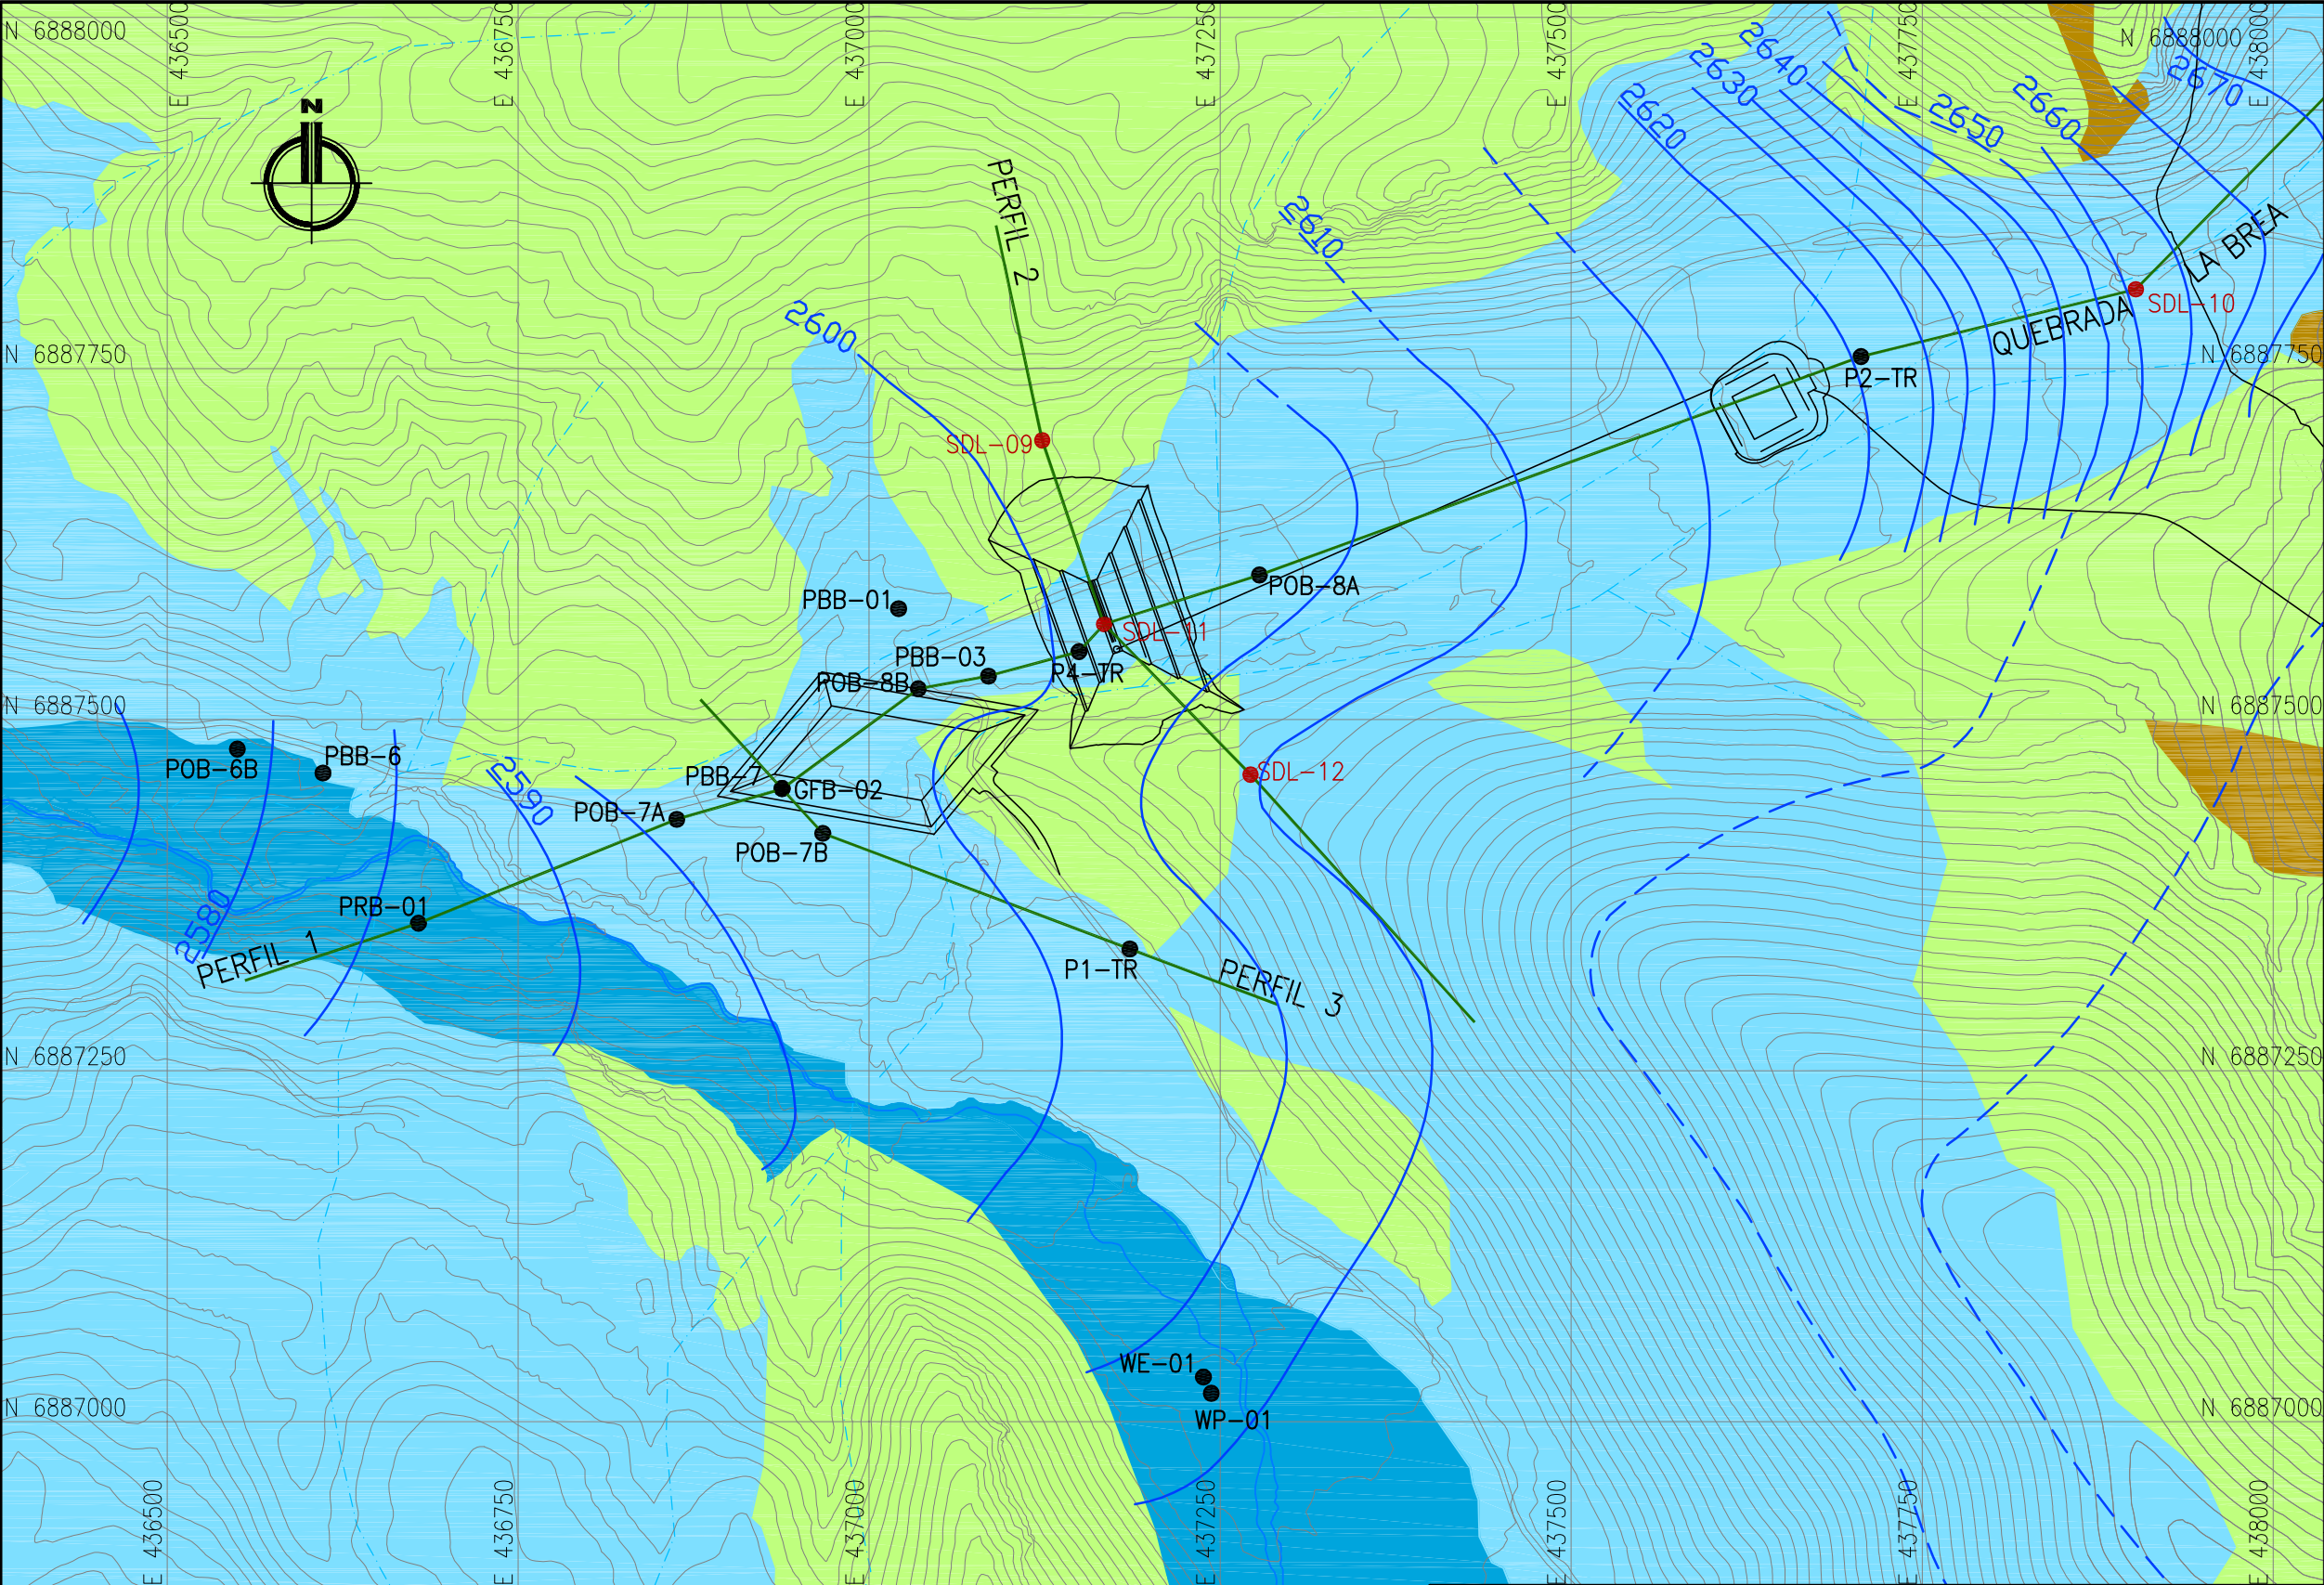 E 436500
E 436750
E 437000
E 437250
E 437500
E 437750
E 438000
N 6888000
N 6888000
N
2640
2630
2620
2650
2660
2670
PERFIL 2
2610
LA BREA
QUEBRADA
SDL-10
2600
N 6887750
N 6887750
P2-TR
SDL-09
POB-8A
PBB-01
SDL-11
PBB-03
P4-TR
POB-8B
N 6887500
N 6887500
POB-6B
PBB-6
2590
PBB-7
GFB-02
SDL-12
POB-7A
POB-7B
PRB-01
2580
PERFIL 1
P1-TR
PERFIL 3
N 6887250
N 6887250
WE-01
WP-01
N 6887000
N 6887000
E 436500
E 436750
E 437000
E 437250
E 437500
E 437750
E 438000